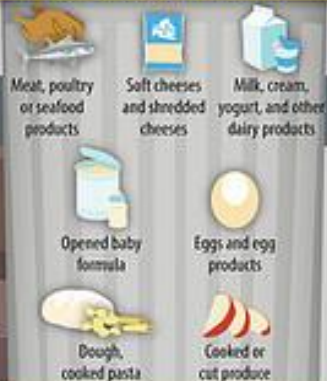 Meat, poultry
or seafood
products
Soft cheeses
and shredded
cheeses
Milk, cream,
yogurt, and other
dairy products
Opened baby
formula
Eggs and egg
products
Dough,
cooked pasta
Cooked or
cut produce